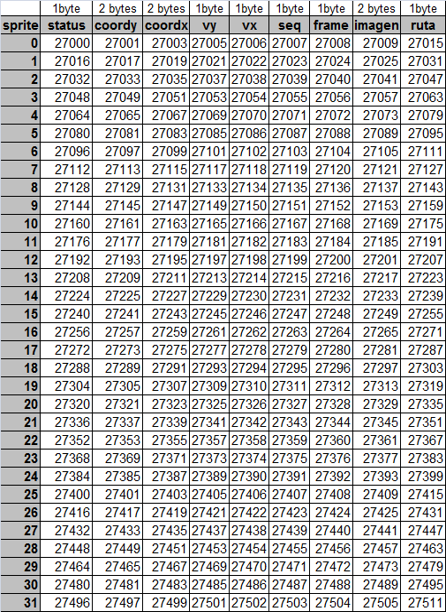 1byte 2 bytes 2 bytes 1byte 1byte 1byte 1byte 2 bytes 1byte
sprite status coordy coordx vy vx seq frame imagen ruta
0 27000 27001 27003 27005 27006 27007 27008 27009 27015
1 27016 27017 27019 27021 27022 27023 27024 27025 27031
2 27032 27033 27035 27037 27038 27039 27040 27041 27047
3 27048 27049 27051 27053 27054 27055 27056 27057 27063
4 27064 27065 27067 27069 27070 27071 27072 27073 27079
5 27080 27081 27083 27085 27086 27087 27088 27089 27095
6 27096 27097 27099 27101 27102 27103 27104 27105 27111
7 27112 27113 27115 27117 27118 27119 27120 27121 27127
8 27128 27129 27131 27133 27134 27135 27136 27137 27143
9 27144 27145 27147 27149 27150 27151 27152 27153 27159
10 27160 27161 27163 27165 27166 27167 27168 27169 27175
11 27176 27177 27179 27181 27182 27183 27184 27185 27191
12 27192 27193 27195 27197 27198 27199 27200 27201 27207
13 27208 27209 27211 27213 27214 27215 27216 27217 27223
14 27224 27225 27227 27229 27230 27231 27232 27233 27239
15 27240 27241 27243 27245 27246 27247 27248 27249 27255
16 27256 27257 27259 27261 27262 27263 27264 27265 27271
17 27272 27273 27275 27277 27278 27279 27280 27281 27287
18 27288 27289 27291 27293 27294 27295 27296 27297 27303
19 27304 27305 27307 27309 27310 27311 27312 27313 27319
20 27320 27321 27323 27325 27326 27327 27328 27329 27335
21 27336 27337 27339 27341 27342 27343 27344 27345 27351
22 27352 27353 27355 27357 27358 27359 27360 27361 27367
23 27368 27369 27371 27373 27374 27375 27376 27377 27383
24 27384 27385 27387 27389 27390 27391 27392 27393 27399
25 27400 27401 27403 27405 27406 27407 27408 27409 27415
26 27416 27417 27419 27421 27422 27423 27424 27425 27431
27 27432 27433 27435 27437 27438 27439 27440 27441 27447
28 27448 27449 27451 27453 27454 27455 27456 27457 27463
29 27464 27465 27467 27469 27470 27471 27472 27473 27479
30 27480 27481 27483 27485 27486 27487 27488 27489 27495
31 27496 27497 27499 27501 27502 27503 27504 27505 27511